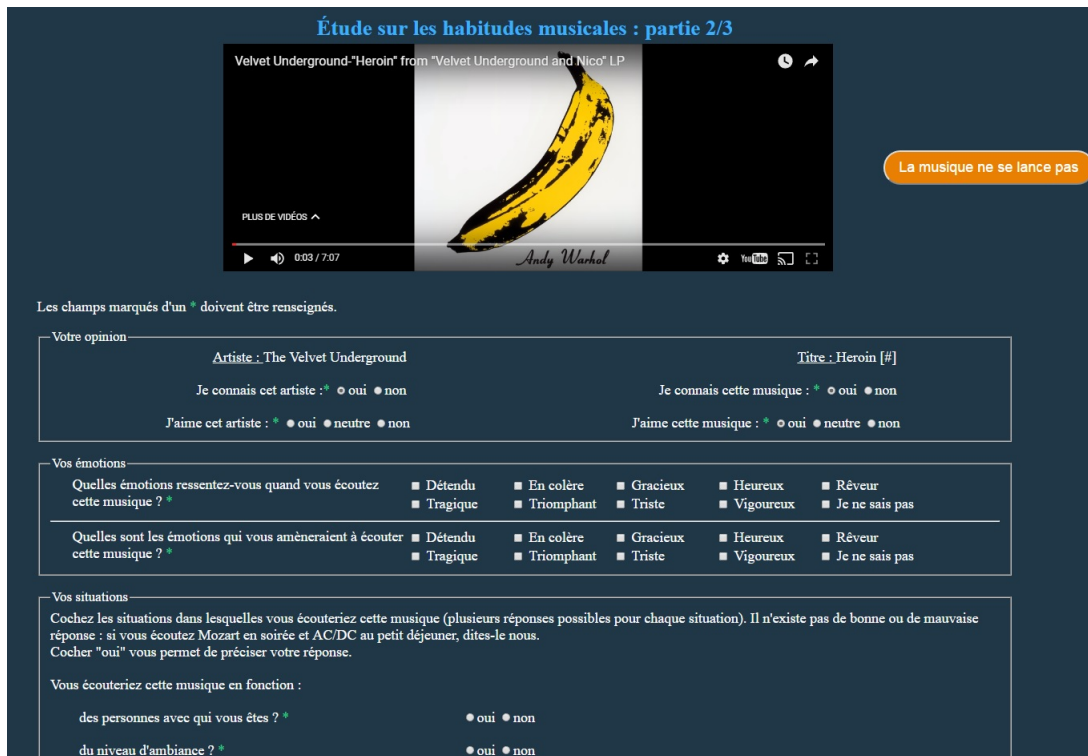 Étude sur les habitudes musicales : partie 2/3
Velvet Underground-"Heroin" from "Velvet Underground and Nico" LP
La musique ne se lance pas
PLUS DE VIDÉOS
0:03 / 7:07
Andy Warhol
YouTube
Les champs marqués d'un * doivent être renseignés.
Votre opinion
Artiste : The Velvet Underground
Titre : Heroin [#]
Je connais cet artiste :* oui non
Je connais cette musique : * oui non
J'aime cet artiste : * oui neutre non
J'aime cette musique : * oui neutre non
Vos émotions
Quelles émotions ressentez-vous quand vous écoutez
cette musique ? *
Détendu En colère Gracieux Heureux Rêveur
Tragique Triomphant Triste Vigoureux Je ne sais pas
Quelles sont les émotions qui vous amèneraient à écouter
cette musique ? *
Détendu En colère Gracieux Heureux Rêveur
Tragique Triomphant Triste Vigoureux Je ne sais pas
Vos situations
Cochez les situations dans lesquelles vous écouteriez cette musique (plusieurs réponses possibles pour chaque situation). Il n'existe pas de bonne ou de mauvaise
réponse : si vous écoutez Mozart en soirée et AC/DC au petit déjeuner, dites-le nous.
Cocher "oui" vous permet de préciser votre réponse.
Vous écouteriez cette musique en fonction :
des personnes avec qui vous êtes ? * oui non
du niveau d'ambiance ? * oui non